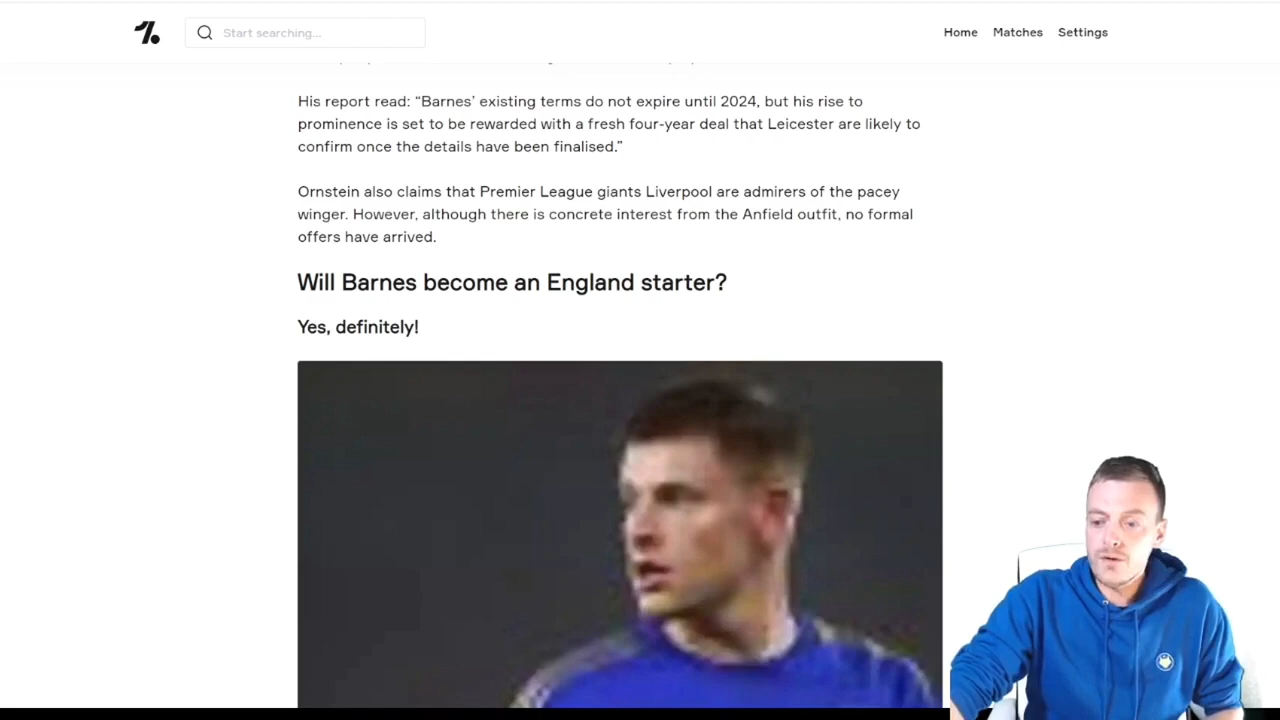 Start searching...
Home Matches Settings
His report read: “Barnes’ existing terms do not expire until 2024, but his rise to
prominence is set to be rewarded with a fresh four-year deal that Leicester are likely to
confirm once the details have been finalised.”
Ornstein also claims that Premier League giants Liverpool are admirers of the pacey
winger. However, although there is concrete interest from the Anfield outfit, no formal
offers have arrived.
Will Barnes become an England starter?
Yes, definitely!